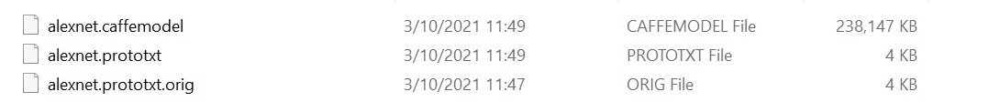 alexnet.caffemodel 3/10/2021 11:49 CAFFEMODEL File 238,147 KB
alexnet.prototxt 3/10/2021 11:49 PROTOTXT File 4 KB
alexnet.prototxt.orig 3/10/2021 11:47 ORIG File 4 KB